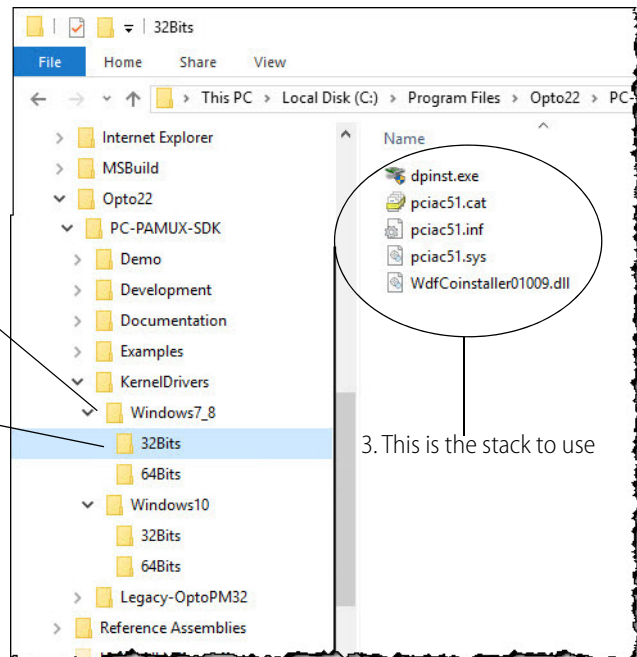 32Bits
File Home Share View
This PC > Local Disk (C:) > Program Files > Opto22 > PC-
Internet Explorer
MSBuild
Opto22
PC-PAMUX-SDK
Demo
Development
Documentation
Examples
KernelDrivers
Windows7_8
32Bits
64Bits
Windows10
32Bits
64Bits
Legacy-OptoPM32
Reference Assemblies
Name
dpinst.exe
pciac51.cat
pciac51.inf
pciac51.sys
WdfCoinstaller01009.dll
3. This is the stack to use